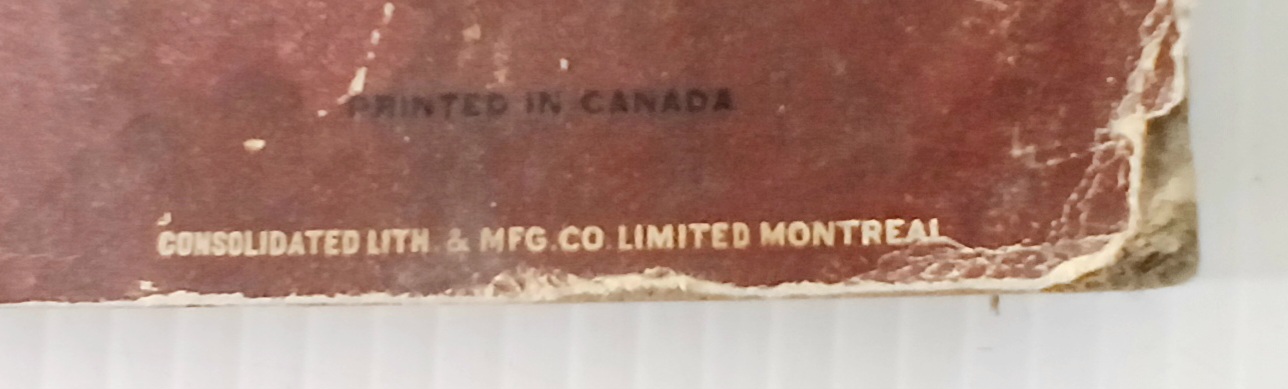 PRINTED IN CANADA
CONSOLIDATED LITH. & MFG. CO. LIMITED MONTREAL